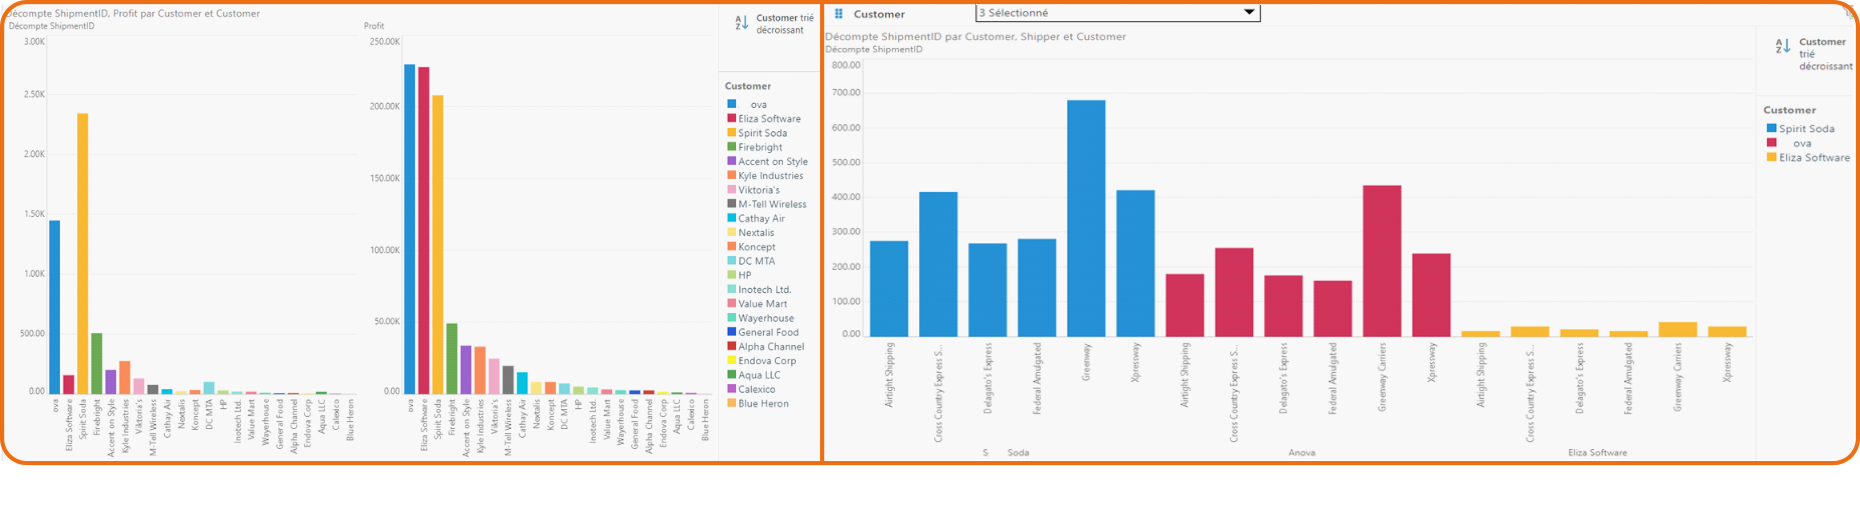 Décompte ShipmentID, Profit par Customer et Customer
Décompte ShipmentID
3.00K
2.50K
2.00K
1.50K
1.00K
500.00
0.00
ova
Eliza Software
Spirit Soda
Firebright
Accent on Style
Kyle Industries
Viktoria's
M-Tell Wireless
Cathay Air
Nextalis
Koncept
DC MTA
HP
Inotech Ltd.
Value Mart
Wayerhouse
General Food
Alpha Channel
Endova Corp
Aqua LLC
Calexico
Blue Heron
Profit
250.00K
200.00K
150.00K
100.00K
50.00K
0.00
ova
Eliza Software
Spirit Soda
Firebright
Accent on Style
Kyle Industries
Viktoria's
M-Tell Wireless
Cathay Air
Nextalis
Koncept
DC MTA
HP
Inotech Ltd.
Value Mart
Wayerhouse
General Food
Alpha Channel
Endova Corp
Aqua LLC
Calexico
Blue Heron
Customer trié
décroissant
Customer
ova
Eliza Software
Spirit Soda
Firebright
Accent on Style
Kyle Industries
Viktoria's
M-Tell Wireless
Cathay Air
Nextalis
Koncept
DC MTA
HP
Inotech Ltd.
Value Mart
Wayerhouse
General Food
Alpha Channel
Endova Corp
Aqua LLC
Calexico
Blue Heron
Customer
3 Sélectionné
Décompte ShipmentID par Customer, Shipper et Customer
Décompte ShipmentID
800.00
700.00
600.00
500.00
400.00
300.00
200.00
100.00
0.00
Airtight Shipping
Cross Country Express S...
Delagato's Express
Federal Amulgated
Greenway
Xpressway
Airtight Shipping
Cross Country Express S...
Delagato's Express
Federal Amulgated
Greenway Carriers
Xpressway
Airtight Shipping
Cross Country Express S...
Delagato's Express
Federal Amulgated
Greenway Carriers
Xpressway
S Soda
Anova
Eliza Software
Customer
trié
décroissant
Customer
Spirit Soda
ova
Eliza Software